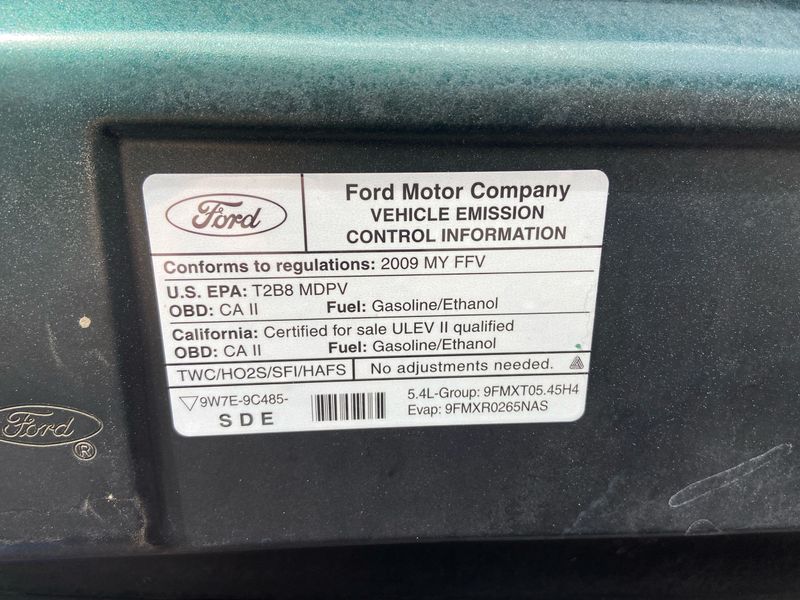 Ford
Ford Motor Company
VEHICLE EMISSION
CONTROL INFORMATION
Conforms to regulations: 2009 MY FFV
U.S. EPA: T2B8 MDPV
OBD: CA II Fuel: Gasoline/Ethanol
California: Certified for sale ULEV II qualified
OBD: CA II Fuel: Gasoline/Ethanol
TWC/HO2S/SFI/HAFS No adjustments needed.
9W7E-9C485-
S D E
5.4L-Group: 9FMXT05.45H4
Evap: 9FMXR0265NAS
Ford ®